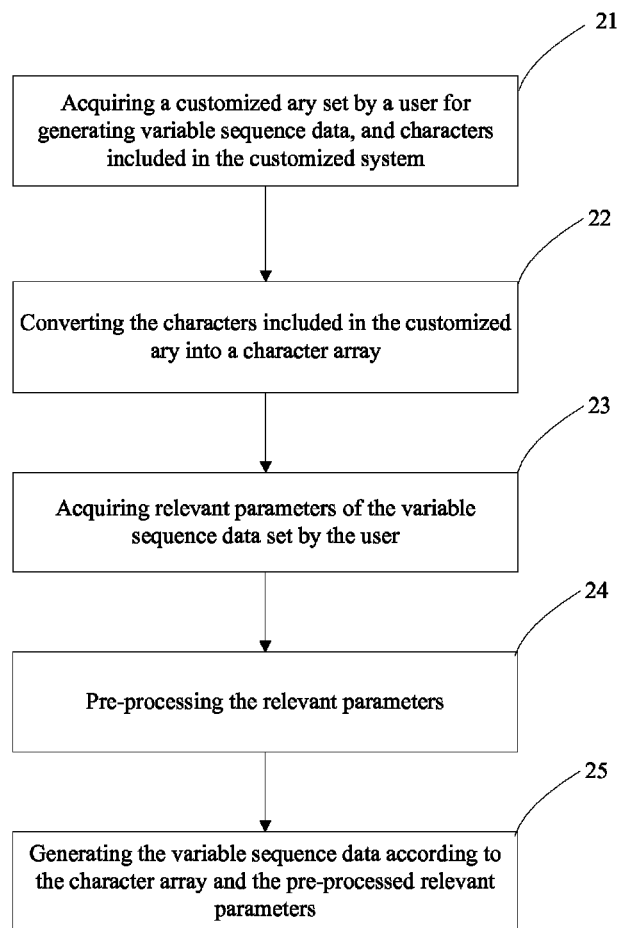 21
Acquiring a customized ary set by a user for
generating variable sequence data, and characters
included in the customized system
22
Converting the characters included in the customized
ary into a character array
23
Acquiring relevant parameters of the variable
sequence data set by the user
24
Pre-processing the relevant parameters
25
Generating the variable sequence data according to
the character array and the pre-processed relevant
parameters